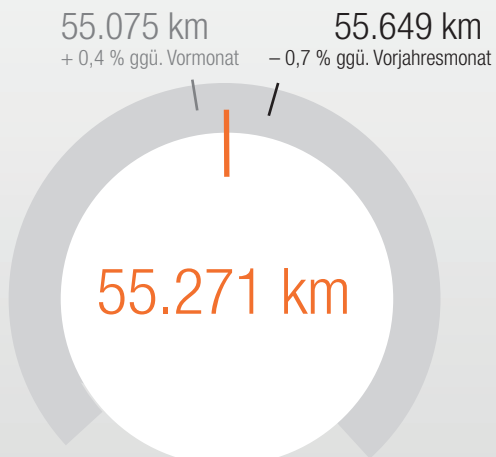 55.075 km
+ 0,4 % ggü. Vormonat
55.649 km
– 0,7 % ggü. Vorjahresmonat
55.271 km